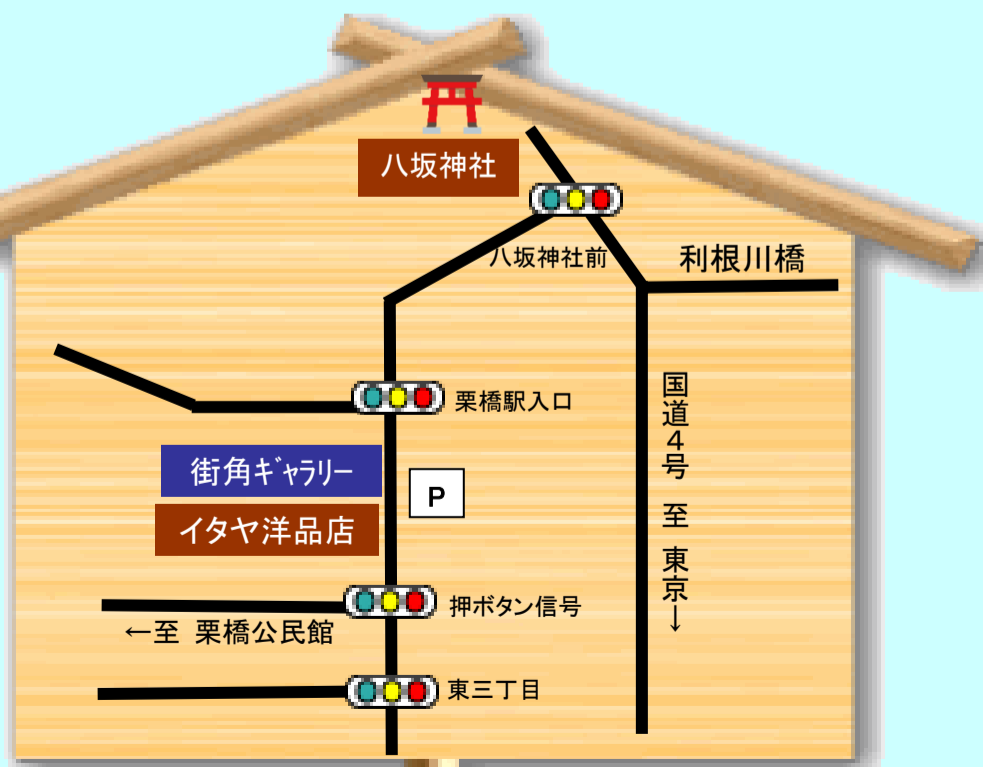 八坂神社
八坂神社前
利根川橋
栗橋駅入口
国道4号 至 東京↓
街角ギャラリー
P
イタヤ洋品店
押ボタン信号
←至 栗橋公民館
東三丁目